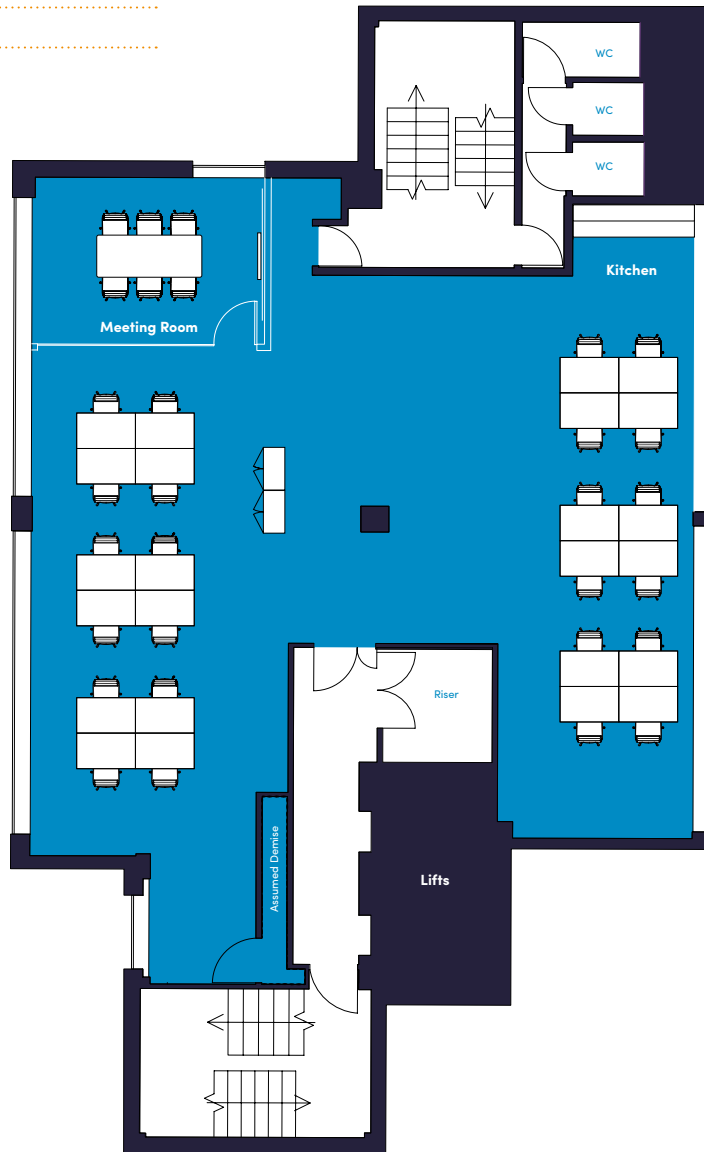 WC
WC
WC
Kitchen
Meeting Room
Riser
Assumed Demise
Lifts